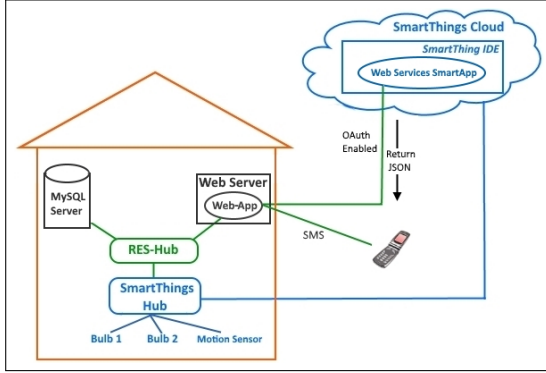 SmartThings Cloud
SmartThing IDE
Web Services SmartApp
OAuth
Enabled
Return
JSON
MySQL
Server
Web Server
Web-App
SMS
RES-Hub
SmartThings
Hub
Bulb 1
Bulb 2
Motion Sensor